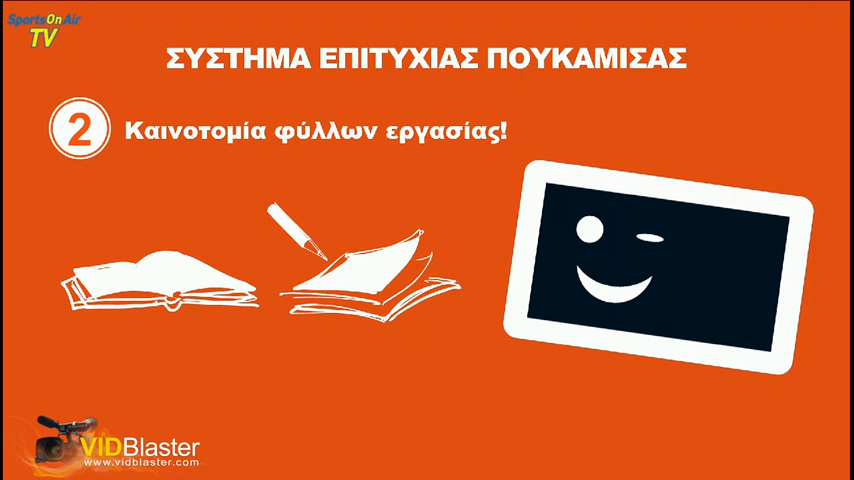 SportsOnAir
TV
ΣΥΣΤΗΜΑ ΕΠΙΤΥΧΙΑΣ ΠΟΥΚΑΜΙΣΑΣ
2 Καινοτομία φύλλων εργασίας!
VIDBlaster
www.vidblaster.com